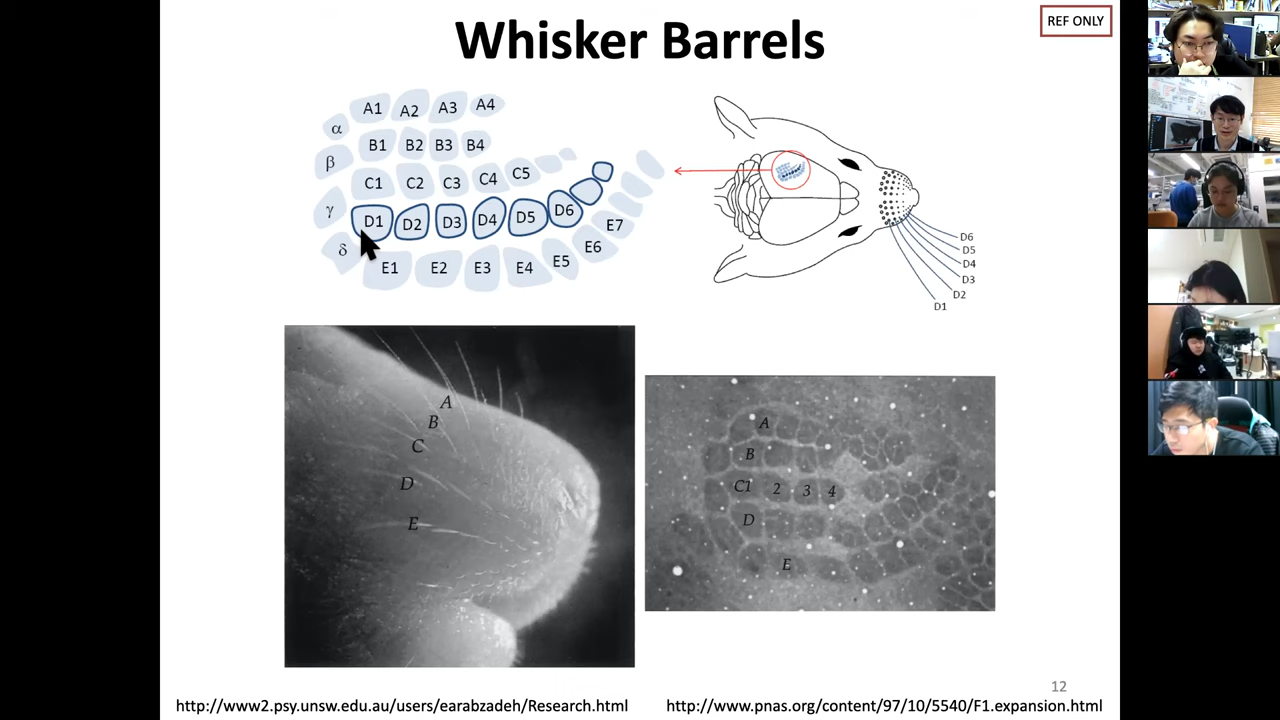 Whisker Barrels
REF ONLY
A1 A2 A3 A4
α
B1 B2 B3 B4
β
C1 C2 C3 C4 C5
γ
D1 D2 D3 D4 D5 D6
δ
E1 E2 E3 E4 E5 E6 E7
D6
D5
D4
D3
D2
D1
A
B
C
D
E
A
B
C1 2 3 4
D
E
12
http://www2.psy.unsw.edu.au/users/earabzadeh/Research.html
http://www.pnas.org/content/97/10/5540/F1.expansion.html